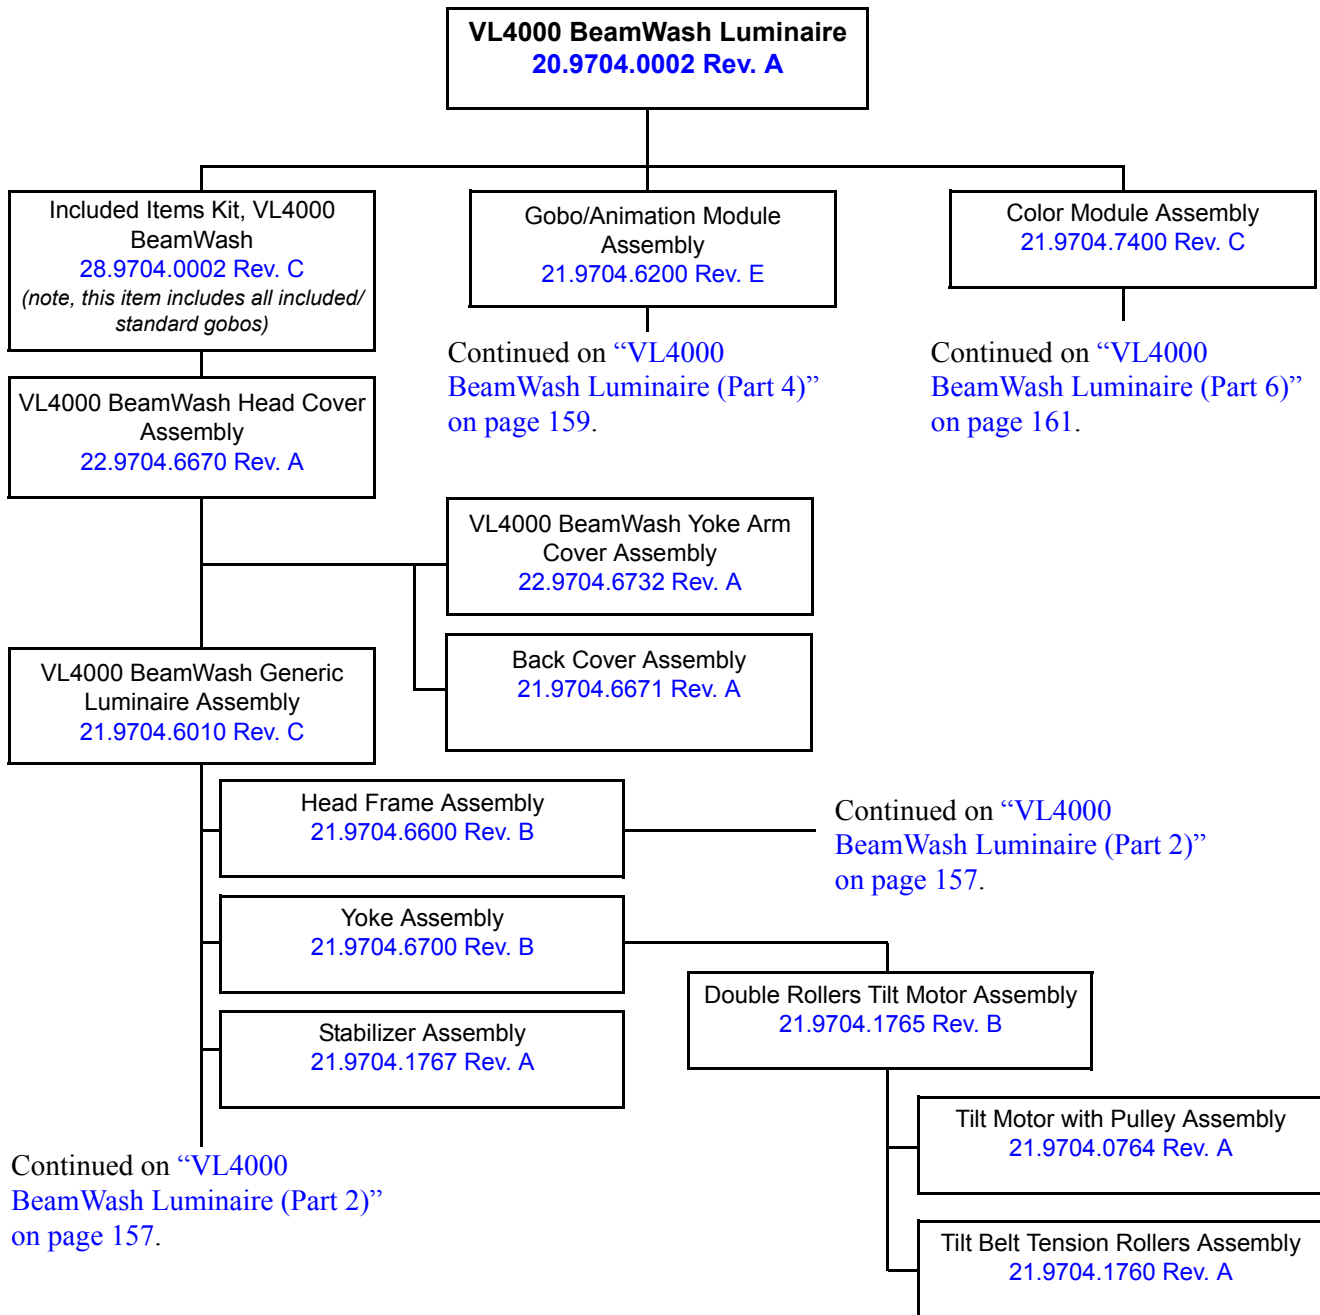 VL4000 BeamWash Luminaire
20.9704.0002 Rev. A
Included Items Kit, VL4000
BeamWash
28.9704.0002 Rev. C
(note, this item includes all included/
standard gobos)
Gobo/Animation Module
Assembly
21.9704.6200 Rev. E
Color Module Assembly
21.9704.7400 Rev. C
Continued on “VL4000
BeamWash Luminaire (Part 4)”
on page 159.
Continued on “VL4000
BeamWash Luminaire (Part 6)”
on page 161.
VL4000 BeamWash Head Cover
Assembly
22.9704.6670 Rev. A
VL4000 BeamWash Yoke Arm
Cover Assembly
22.9704.6732 Rev. A
Back Cover Assembly
21.9704.6671 Rev. A
VL4000 BeamWash Generic
Luminaire Assembly
21.9704.6010 Rev. C
Head Frame Assembly
21.9704.6600 Rev. B
Continued on “VL4000
BeamWash Luminaire (Part 2)”
on page 157.
Yoke Assembly
21.9704.6700 Rev. B
Double Rollers Tilt Motor Assembly
21.9704.1765 Rev. B
Stabilizer Assembly
21.9704.1767 Rev. A
Tilt Motor with Pulley Assembly
21.9704.0764 Rev. A
Continued on “VL4000
BeamWash Luminaire (Part 2)”
on page 157.
Tilt Belt Tension Rollers Assembly
21.9704.1760 Rev. A